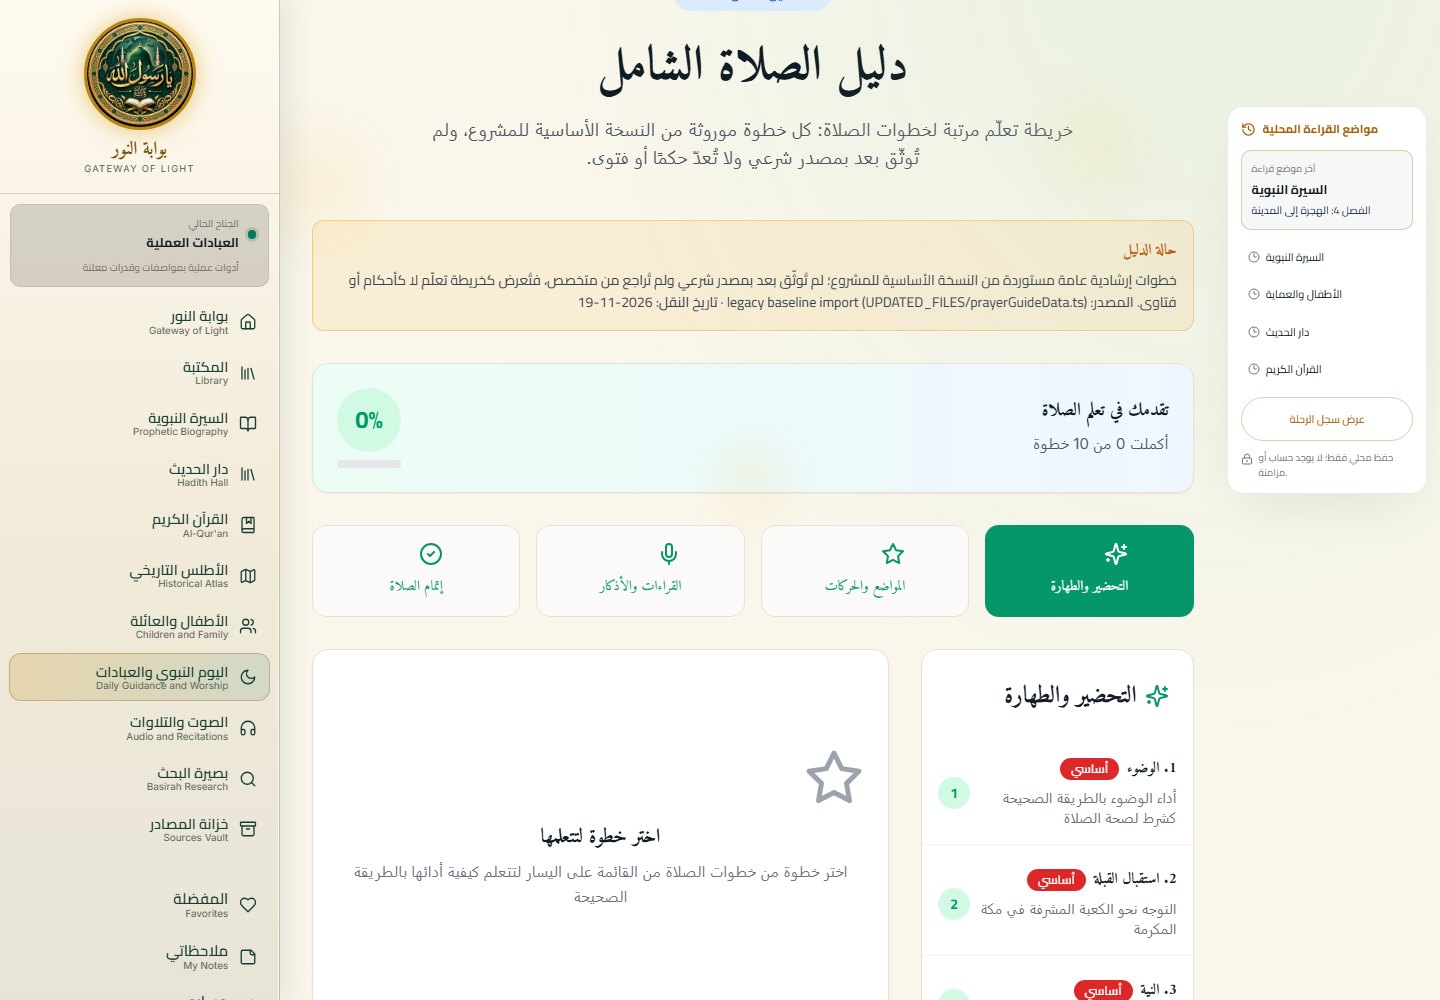 مواضع القراءة المحلية
آخر موضع قراءة
السيرة النبوية
الفصل 4: الهجرة إلى المدينة
السيرة النبوية
الأطفال والعماية
دار الحديث
القرآن الكريم
عرض سجل الرحلة
حفظ محلي فقط؛ لا يوجد حساب أو
مزامنة.
دليل الصلاة الشامل
خريطة تعلّم مرتبة لخطوات الصلاة: كل خطوة موروثة من النسخة الأساسية للمشروع، ولم
تُوثّق بعد بمصدر شرعي ولا تُعدّ حكمًا أو فتوى.
حالة الدليل
خطوات إرشادية عامة مستوردة من النسخة الأساسية للمشروع؛ لم تُوثّق بعد بمصدر شرعي ولم تُراجع من متخصص، فتُعرض كخريطة تعلّم لا كأحكام أو
فتاوى. المصدر: legacy baseline import (UPDATED_FILES/prayerGuideData.ts) · تاريخ النقل: 2026-11-19
تقدمك في تعلم الصلاة
أكملت 0 من 10 خطوة
0%
التحضير والطهارة
المواضع والحركات
القراءات والأذكار
إتمام الصلاة
التحضير والطهارة
1. الوضوء أساسي
أداء الوضوء بالطريقة الصحيحة
كشرط لصحة الصلاة
1
2. استقبال القبلة أساسي
التوجه نحو الكعبة المشرفة في مكة
المكرمة
2
3. النية أساسي
اختر خطوة لتتعلمها
اختر خطوة من خطوات الصلاة من القائمة على اليسار لتتعلم كيفية أدائها بالطريقة
الصحيحة
يا رسول الله
بوابة النور
GATEWAY OF LIGHT
الجناح الحالي
العبادات العملية
أدوات عملية بمواصفات وقدرات معلنة
بوابة النور
Gateway of Light
المكتبة
Library
السيرة النبوية
Prophetic Biography
دار الحديث
Hadith Hall
القرآن الكريم
Al-Qur'an
الأطلس التاريخي
Historical Atlas
الأطفال والعائلة
Children and Family
اليوم النبوي والعبادات
Daily Guidance and Worship
الصوت والتلاوات
Audio and Recitations
بصيرة البحث
Basirah Research
خزانة المصادر
Sources Vault
المفضلة
Favorites
ملاحظاتي
My Notes